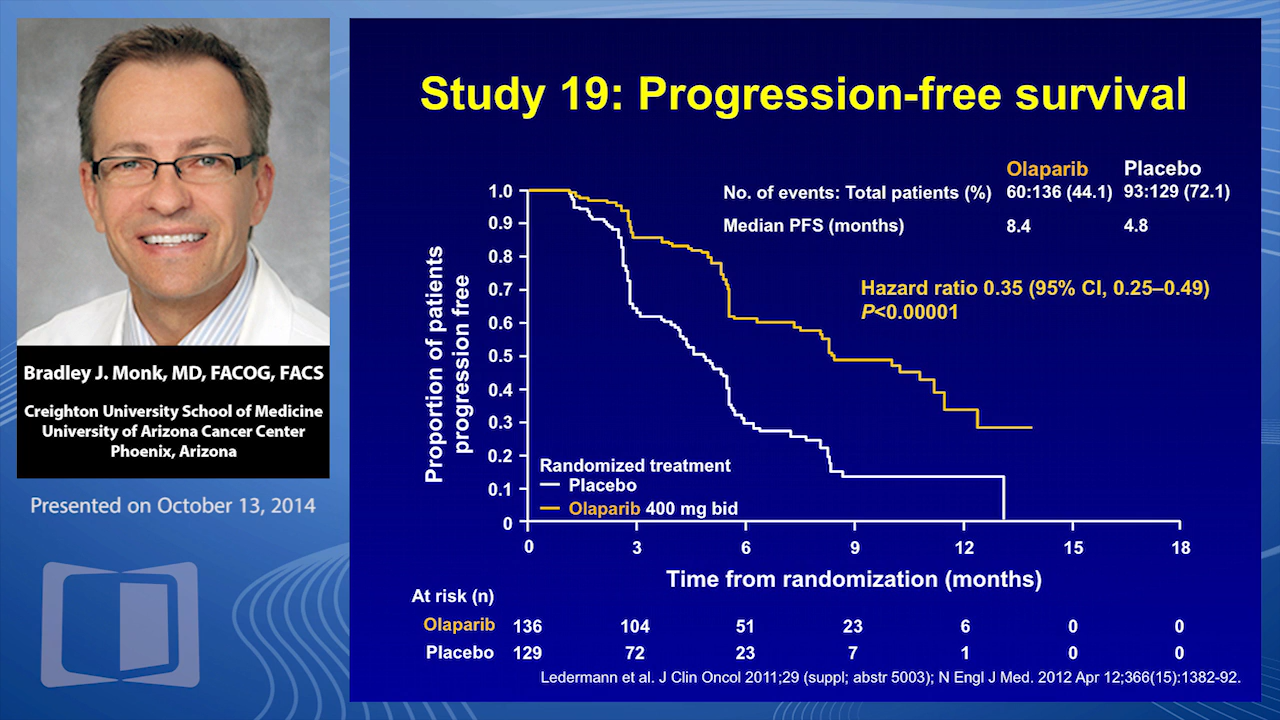 Bradley J. Monk, MD, FACOG, FACS
Creighton University School of Medicine
University of Arizona Cancer Center
Phoenix, Arizona
Presented on October 13, 2014
Study 19: Progression-free survival
Olaparib Placebo
No. of events: Total patients (%) 60:136 (44.1) 93:129 (72.1)
Median PFS (months) 8.4 4.8
Hazard ratio 0.35 (95% CI, 0.25–0.49)
P<0.00001
Proportion of patients
progression free
1.0
0.9
0.8
0.7
0.6
0.5
0.4
0.3
0.2
0.1
0
Randomized treatment
Placebo
Olaparib 400 mg bid
0 3 6 9 12 15 18
Time from randomization (months)
At risk (n)
Olaparib 136 104 51 23 6 0 0
Placebo 129 72 23 7 1 0 0
Ledermann et al. J Clin Oncol 2011;29 (suppl; abstr 5003); N Engl J Med. 2012 Apr 12;366(15):1382-92.